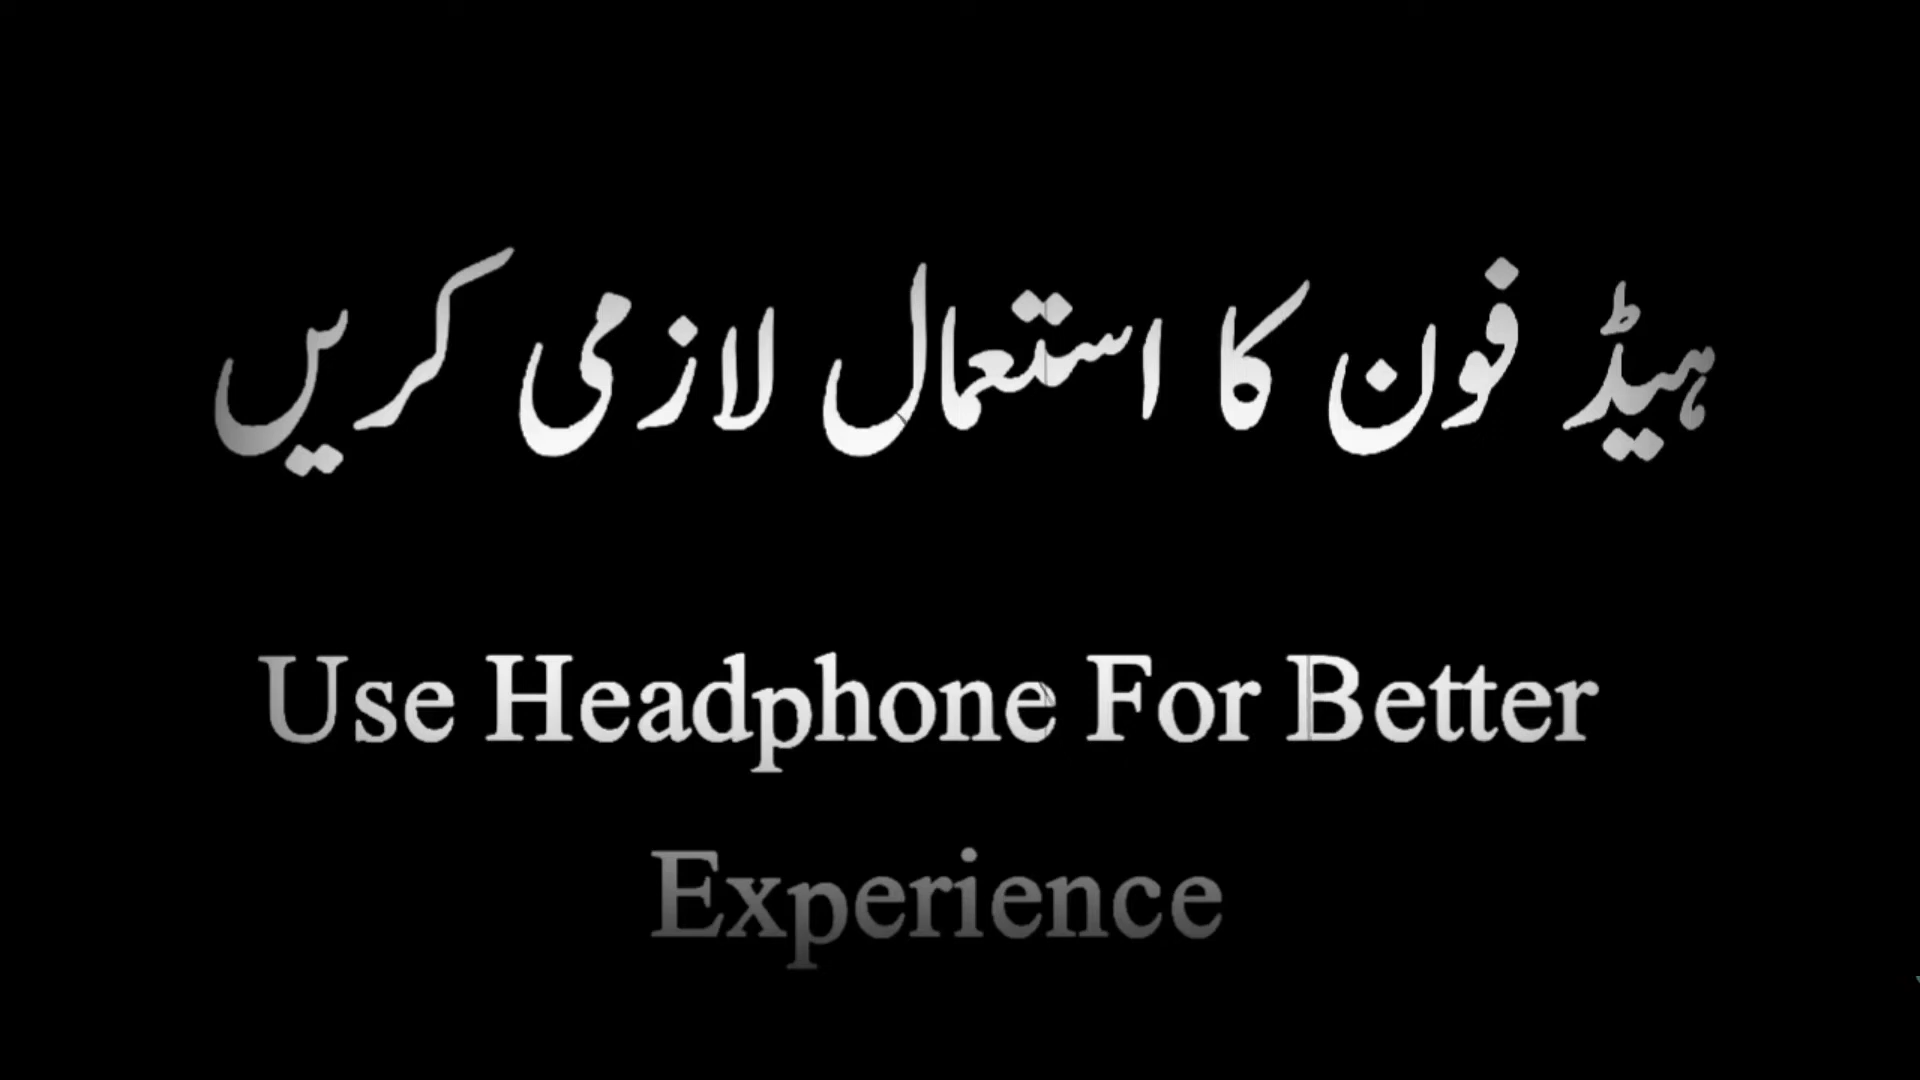 ہیڈ فون کا استعمال لازمی کریں
Use Headphone For Better
Experience